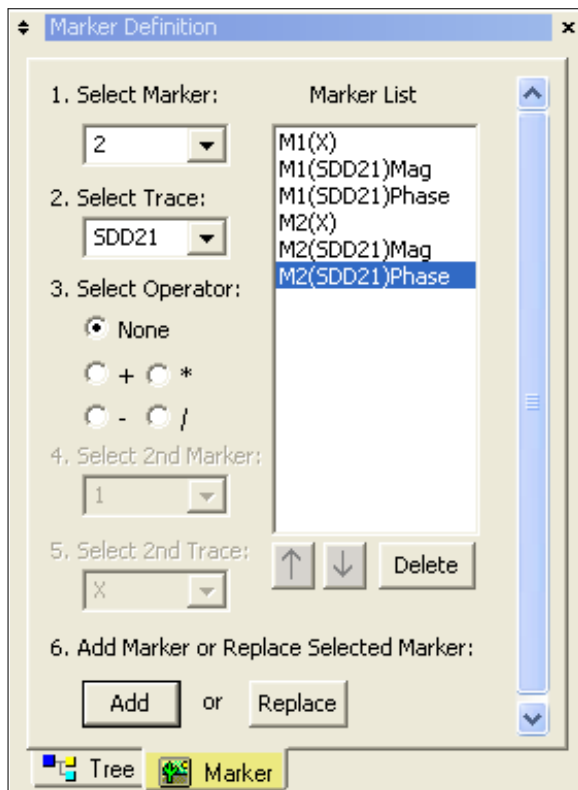 Marker Definition
1. Select Marker:
2
2. Select Trace:
SDD21
3. Select Operator:
None
+ *
- /
4. Select 2nd Marker:
1
5. Select 2nd Trace:
X
Marker List
M1(X)
M1(SDD21)Mag
M1(SDD21)Phase
M2(X)
M2(SDD21)Mag
M2(SDD21)Phase
Delete
6. Add Marker or Replace Selected Marker:
Add or Replace
Tree Marker